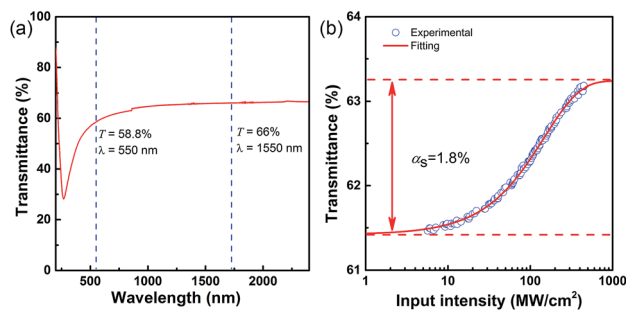 (a)
100
80
60
40
20
0
Transmittance (%)
T = 58.8%
λ = 550 nm
T = 66%
λ = 1550 nm
500 1000 1500 2000
Wavelength (nm)
(b)
64
63
62
61
Transmittance (%)
Experimental
Fitting
αS=1.8%
1 10 100 1000
Input intensity (MW/cm²)